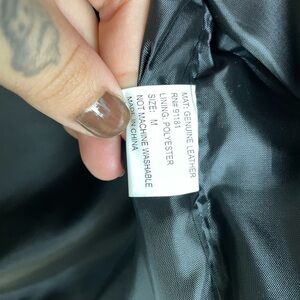 MAT: GENUINE LEATHER
RN# 91181
LINING: POLYESTER
SIZE: M
NOT MACHINE WASHABLE
MADE IN CHINA